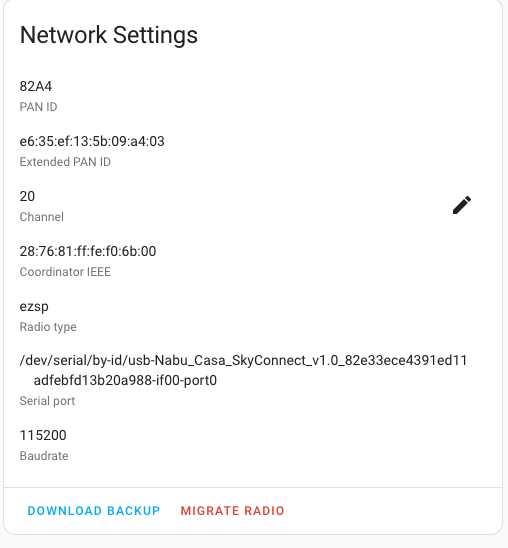 Network Settings
82A4
PAN ID
e6:35:ef:13:5b:09:a4:03
Extended PAN ID
20
Channel
28:76:81:ff:fe:f0:6b:00
Coordinator IEEE
ezsp
Radio type
/dev/serial/by-id/usb-Nabu_Casa_SkyConnect_v1.0_82e33ece4391ed11
adfebfd13b20a988-if00-port0
Serial port
115200
Baudrate
DOWNLOAD BACKUP MIGRATE RADIO